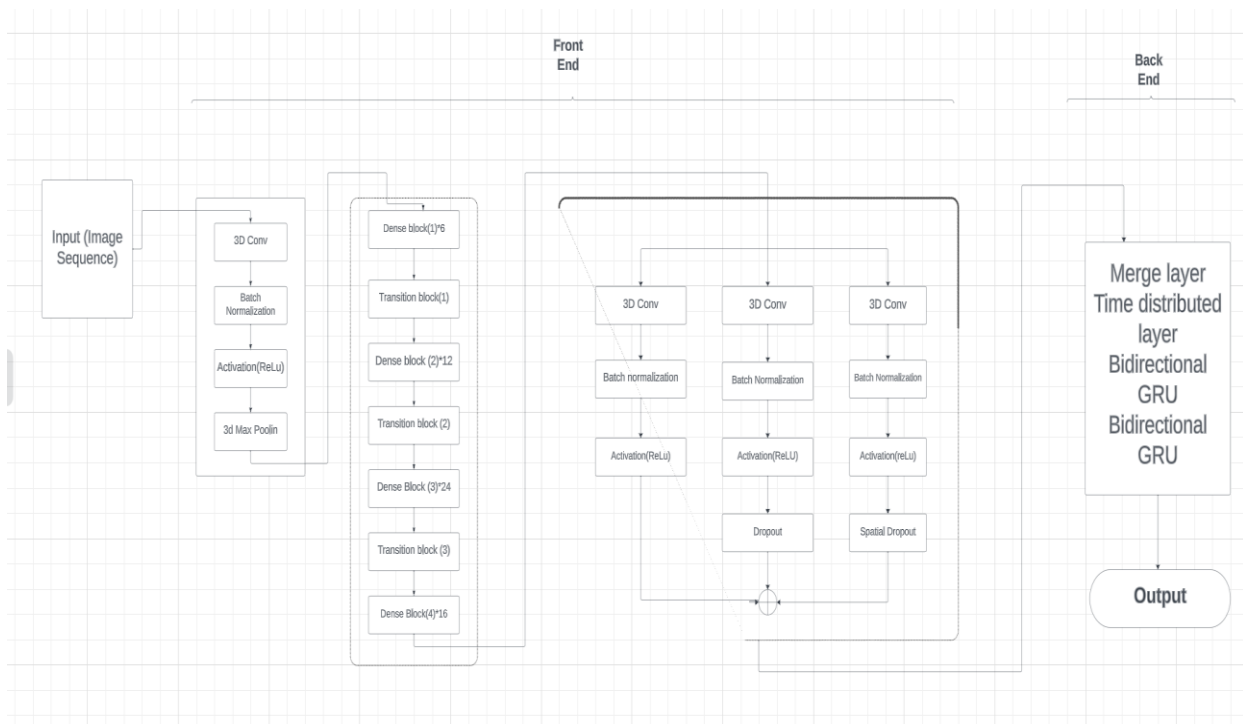 Front
End
Back
End
Input (Image
Sequence)
3D Conv
Batch
Normalization
Activation(ReLu)
3d Max Poolin
Dense block(1)*6
Transition block(1)
Dense block (2)*12
Transition block (2)
Dense Block (3)*24
Transition block (3)
Dense Block(4)*16
3D Conv
Batch normalization
Activation(ReLu)
3D Conv
Batch Normalization
Activation(ReLU)
Dropout
3D Conv
Batch Normalization
Activation(reLu)
Spatial Dropout
Merge layer
Time distributed
layer
Bidirectional
GRU
Bidirectional
GRU
Output